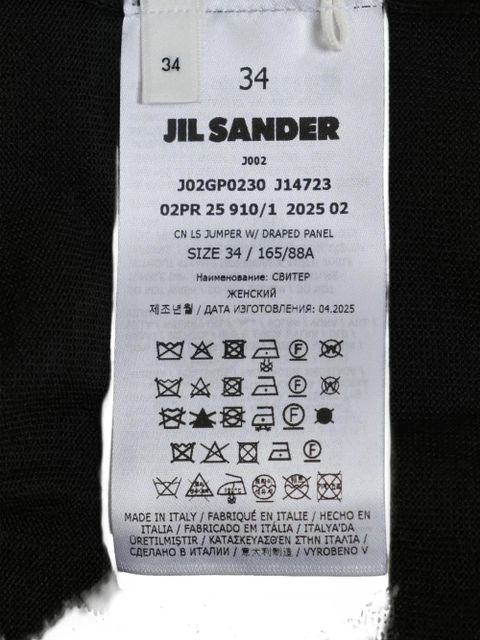 34
34
JIL SANDER
J002
J02GP0230 J14723
02PR 25 910/1 2025 02
CN LS JUMPER W/ DRAPED PANEL
SIZE 34 / 165/88A
Наименование: СВИТЕР
ЖЕНСКИЙ
제조년월 / ДАТА ИЗГОТОВЛЕНИЯ: 04.2025
F W
F W
F
F
MADE IN ITALY / FABRIQUÉ EN ITALIE / HECHO EN
ITALIA / FABRICADO EM ITÁLIA / ITALYA'DA
ÜRETILMIŞTIR / ΚΑΤΑΣΚΕΥΑΣΘΕΝ ΣΤΗΝ ΙΤΑΛΙΑ /
СДЕЛАНО В ИТАЛИИ / 意大利制造 / VYROBENO V